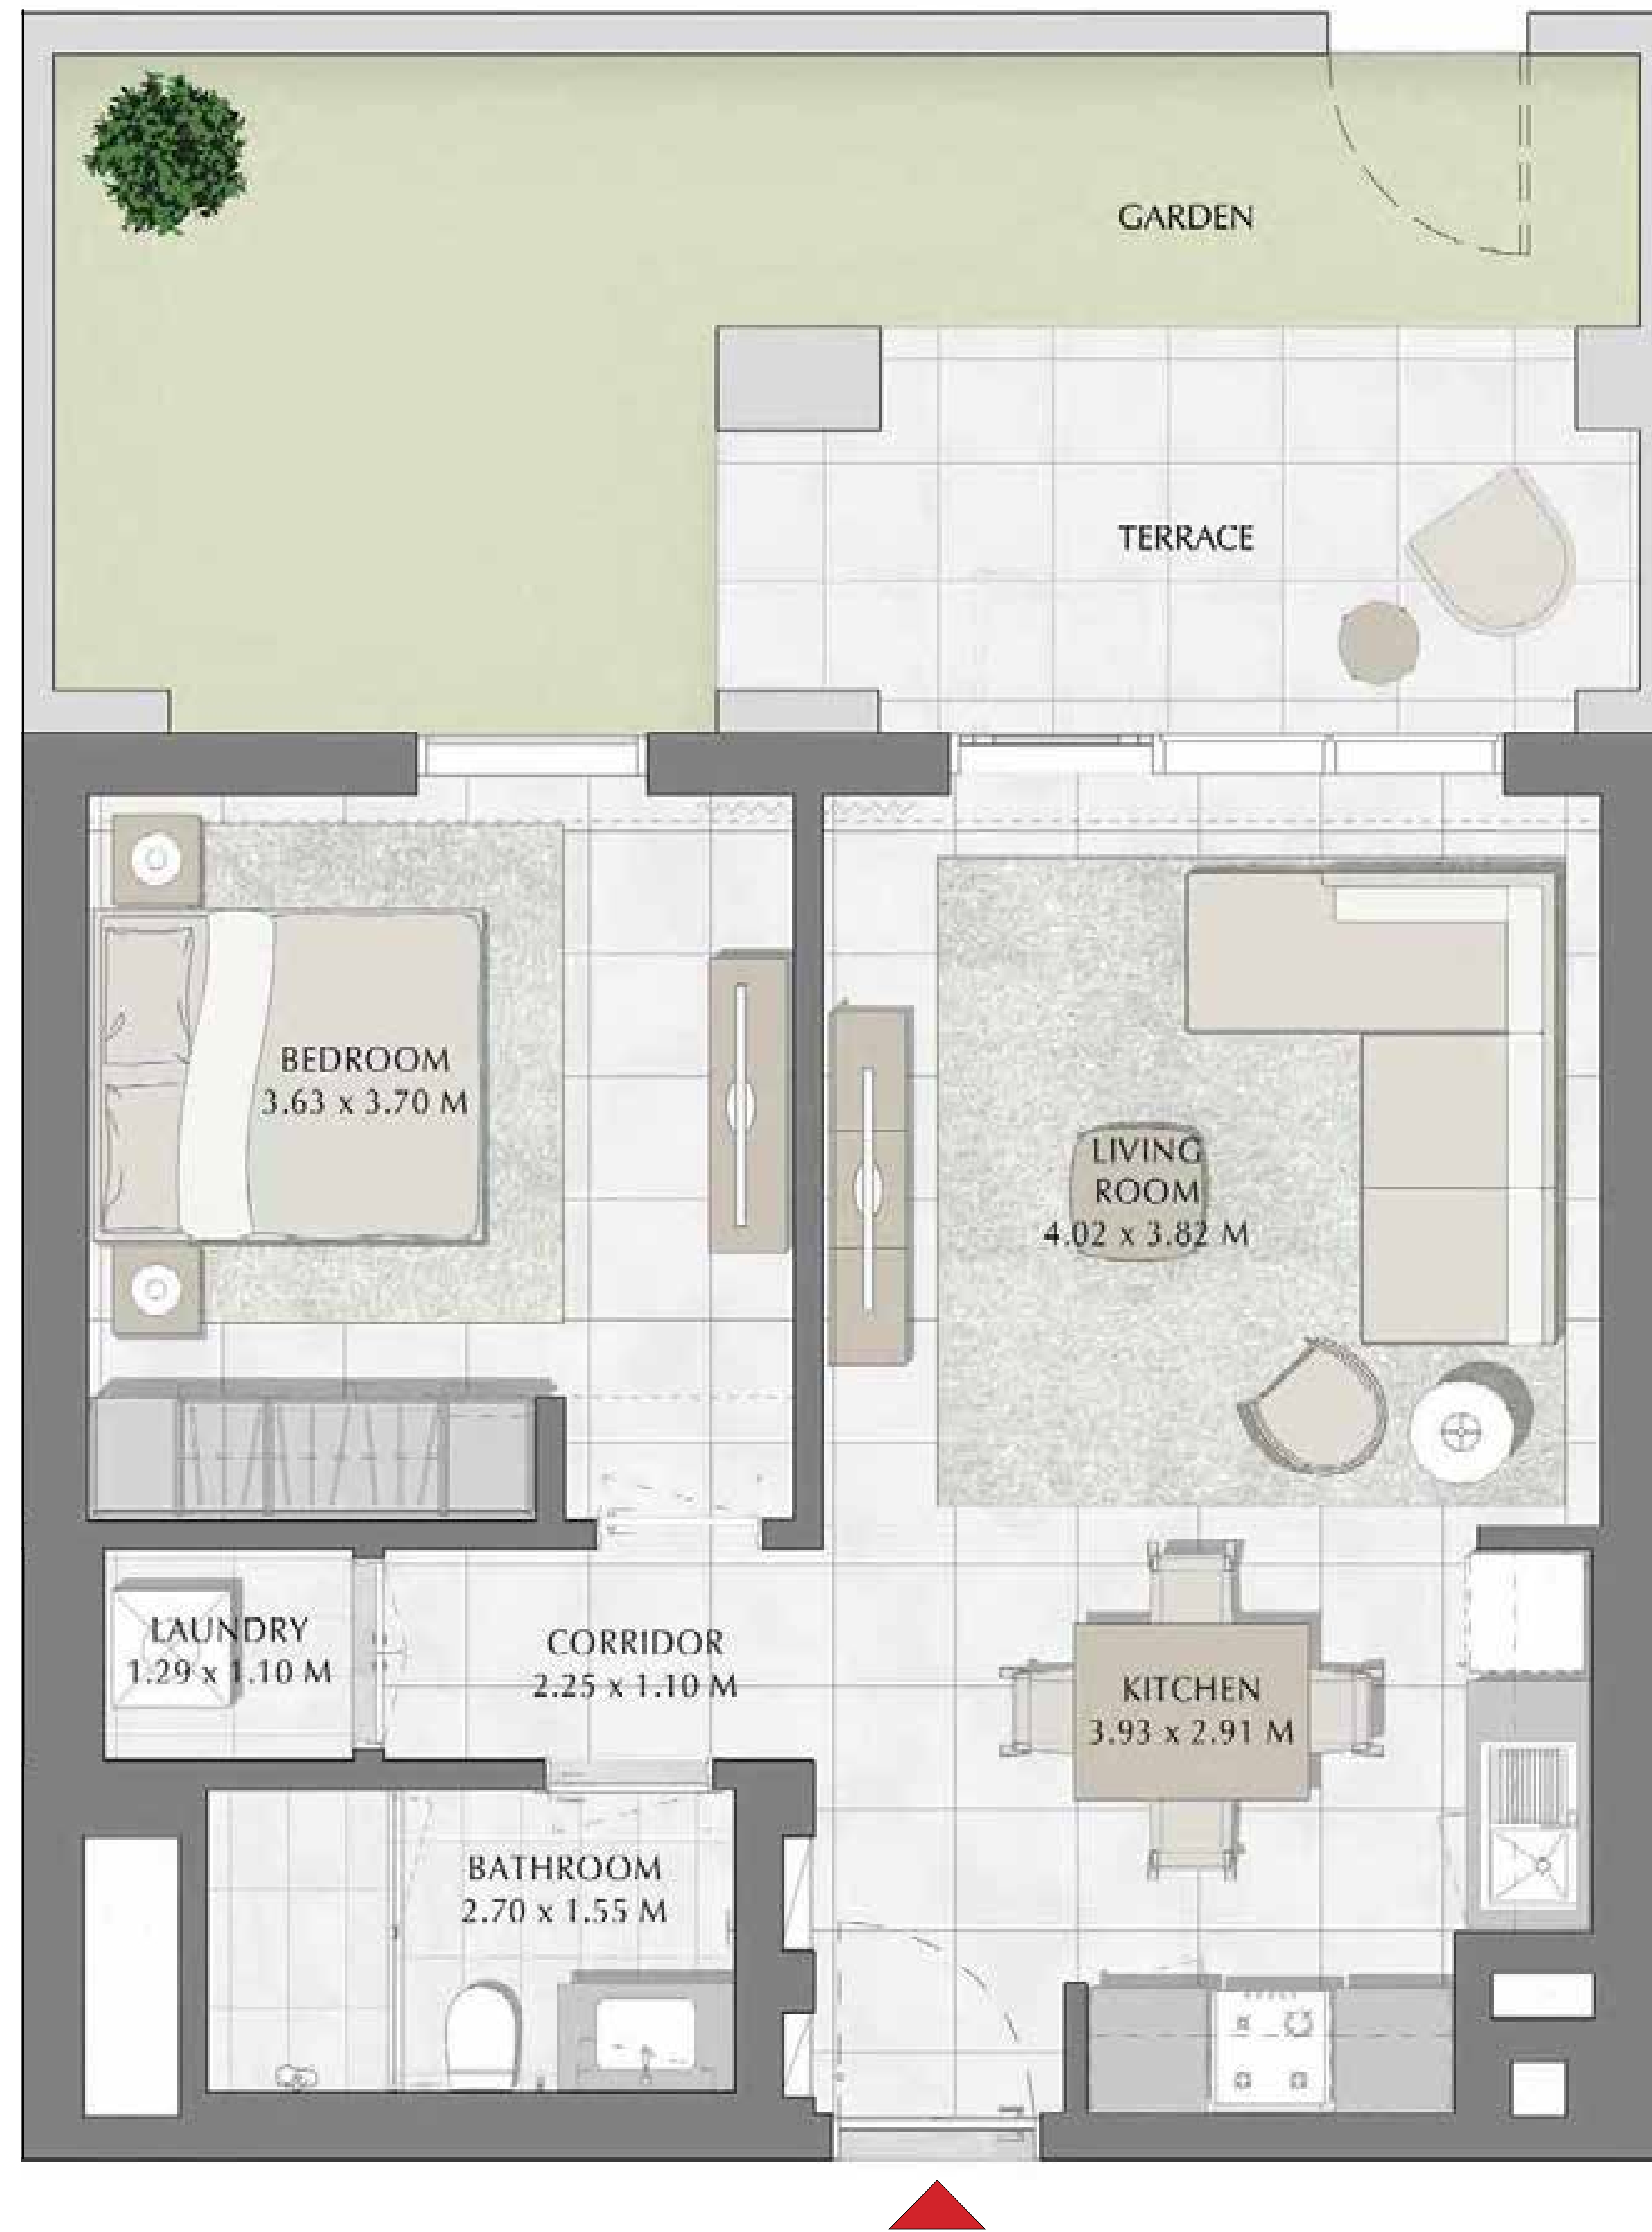 GARDEN
TERRACE
BEDROOM
3.63 x 3.70 M
LIVING
ROOM
4.02 x 3.82 M
LAUNDRY
1.29 x 1.10 M
CORRIDOR
2.25 x 1.10 M
KITCHEN
3.93 x 2.91 M
BATHROOM
2.70 x 1.55 M